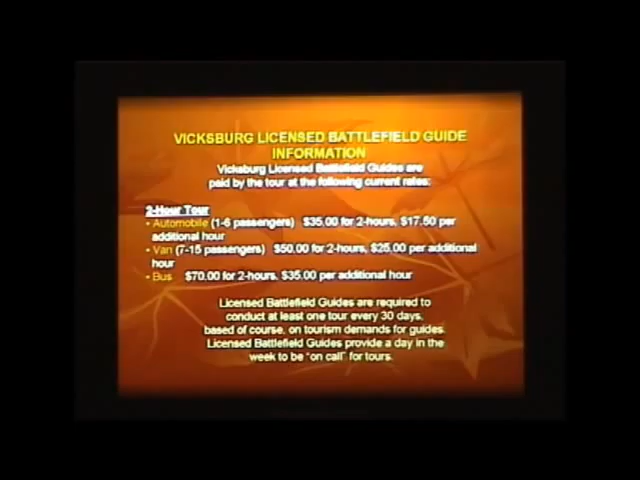 VICKSBURG LICENSED BATTLEFIELD GUIDE
INFORMATION
Vicksburg Licensed Battlefield Guides are
paid by the tour at the following current rates:
2-Hour Tour
• Automobile (1-6 passengers) $35.00 for 2-hours, $17.50 per
additional hour
• Van (7-15 passengers) $50.00 for 2-hours, $25.00 per additional
hour
• Bus $70.00 for 2-hours, $35.00 per additional hour
Licensed Battlefield Guides are required to
conduct at least one tour every 30 days,
based of course, on tourism demands for guides.
Licensed Battlefield Guides provide a day in the
week to be "on call" for tours.